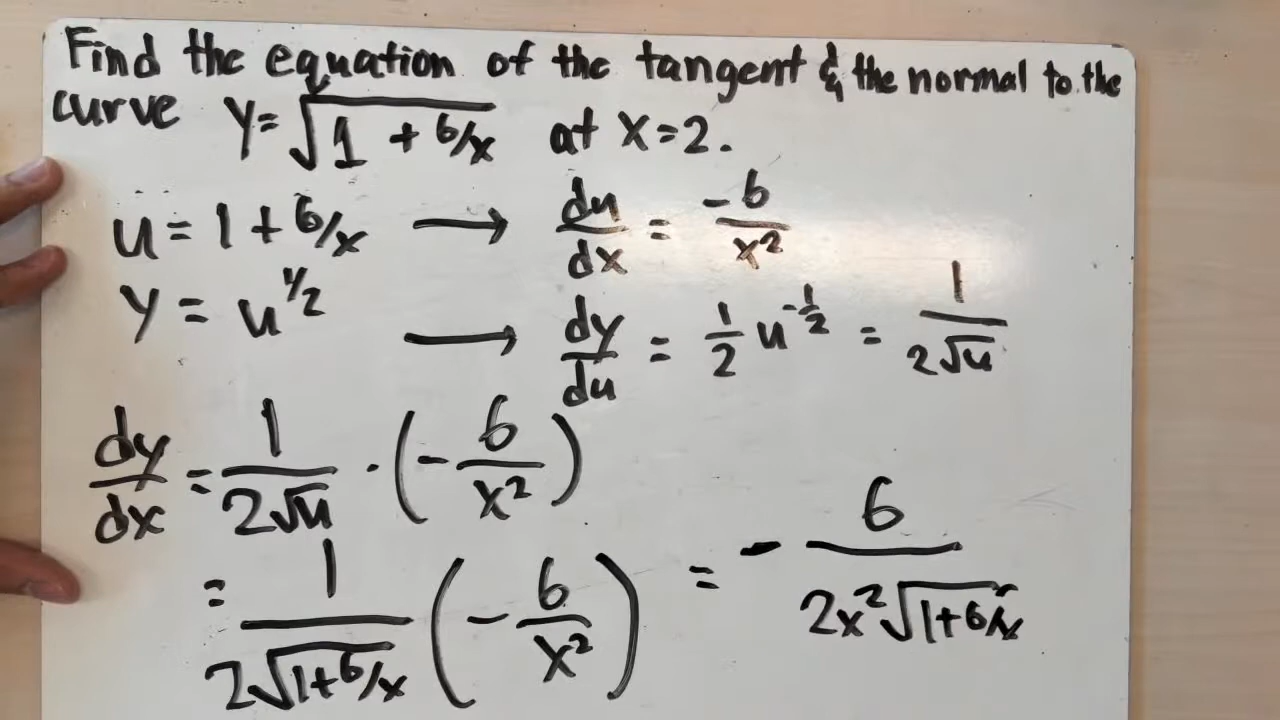 Find the equation of the tangent & the normal to the
curve y=√(1 + 6/x) at x=2.
u = 1 + 6/x → du/dx = -6/x²
y = u^(1/2) → dy/du = 1/2 u^(-1/2) = 1/(2√u)
dy/dx = 1/(2√u) · (-6/x²)
= 1/(2√(1+6/x)) (-6/x²) = - 6/(2x²√(1+6/x))